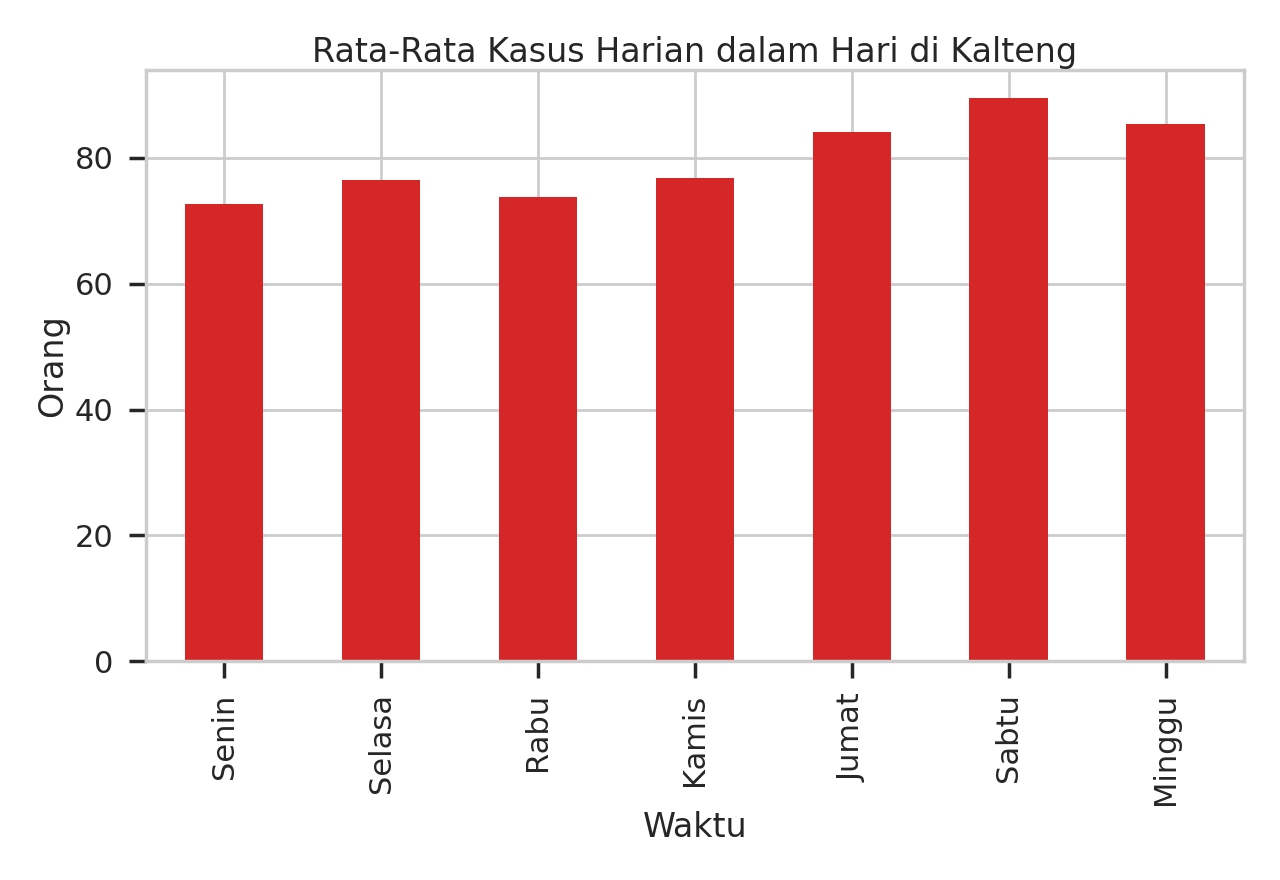 Rata-Rata Kasus Harian dalam Hari di Kalteng
Orang
80
60
40
20
0
Senin
Selasa
Rabu
Kamis
Jumat
Sabtu
Minggu
Waktu